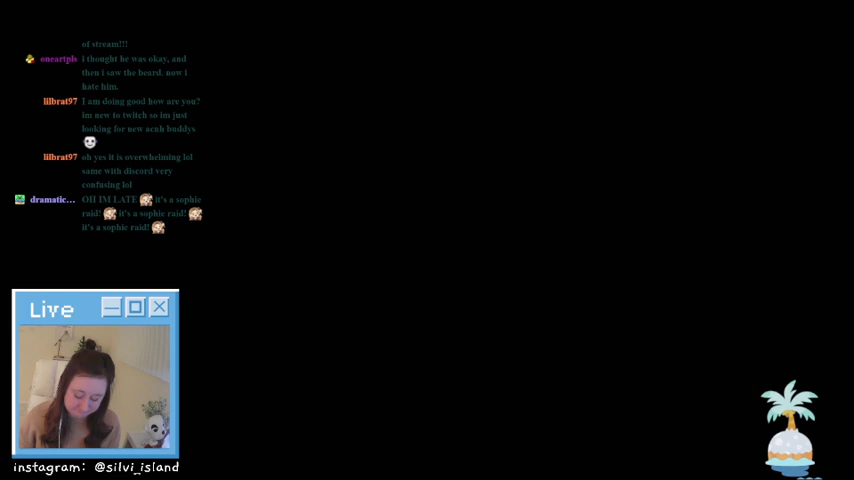 of stream!!!
oneartpls i thought he was okay, and
then i saw the beard. now i
hate him.
lilbrat97 I am doing good how are you?
im new to twitch so im just
looking for new acnh buddys
lilbrat97 oh yes it is overwhelming lol
same with discord very
confusing lol
dramatic... OH IM LATE it's a sophie
raid! it's a sophie raid!
it's a sophie raid!
Live
instagram: @silvi_island